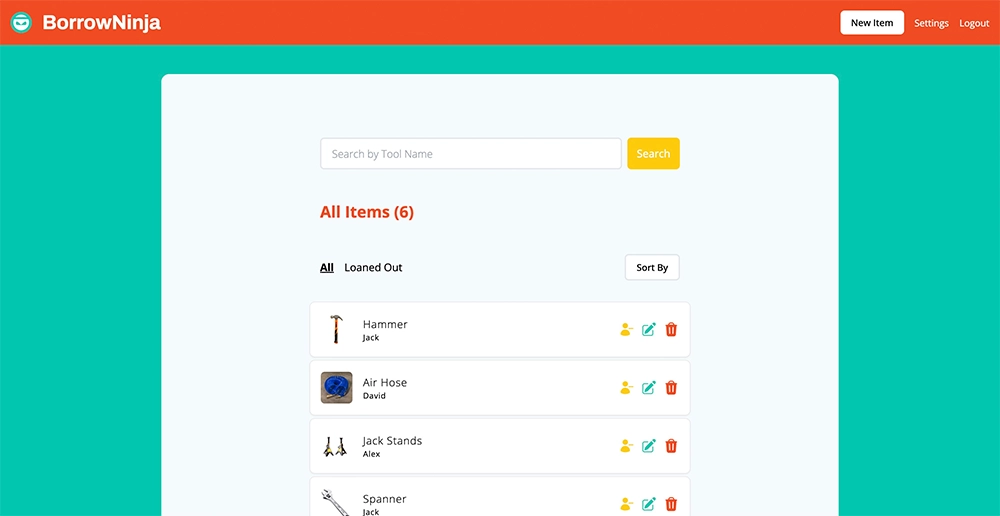 BorrowNinja
New Item Settings Logout
Search by Tool Name Search
All Items (6)
All Loaned Out Sort By
Hammer
Jack
Air Hose
David
Jack Stands
Alex
Spanner
Jack